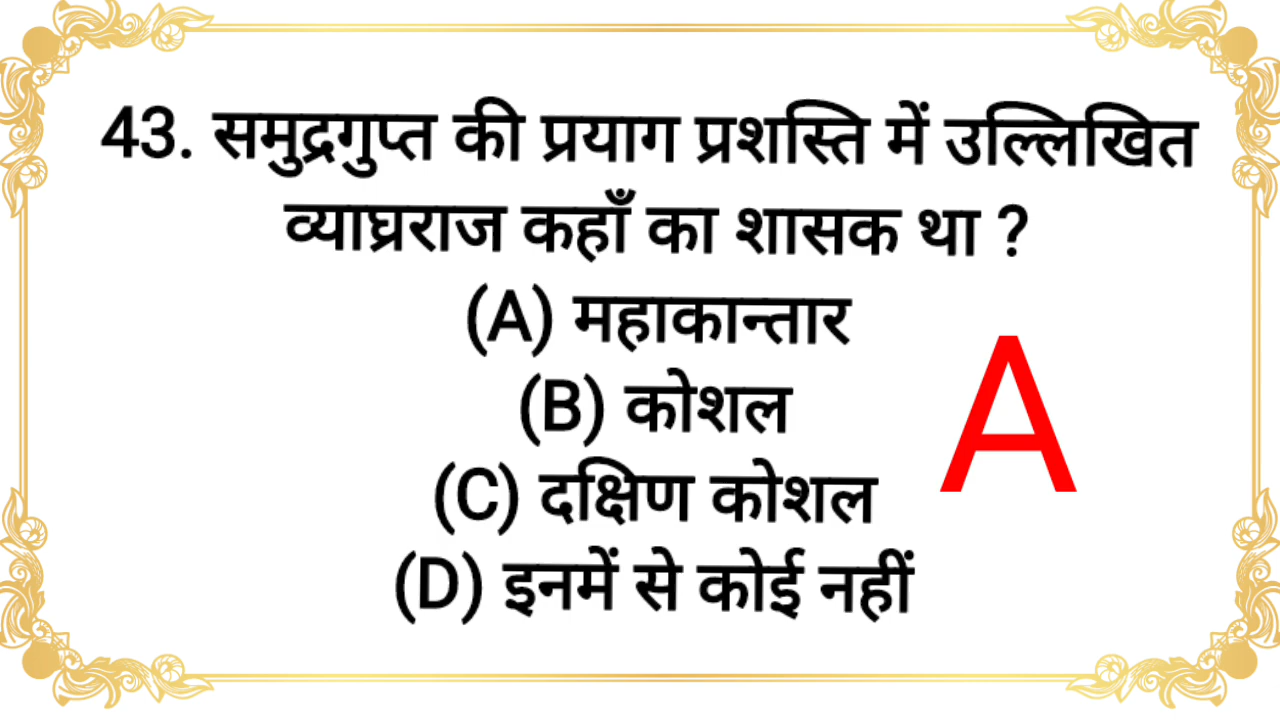 43. समुद्रगुप्त की प्रयाग प्रशस्ति में उल्लिखित
व्याघ्रराज कहाँ का शासक था ?
(A) महाकान्तार
(B) कोशल
(C) दक्षिण कोशल
(D) इनमें से कोई नहीं
A